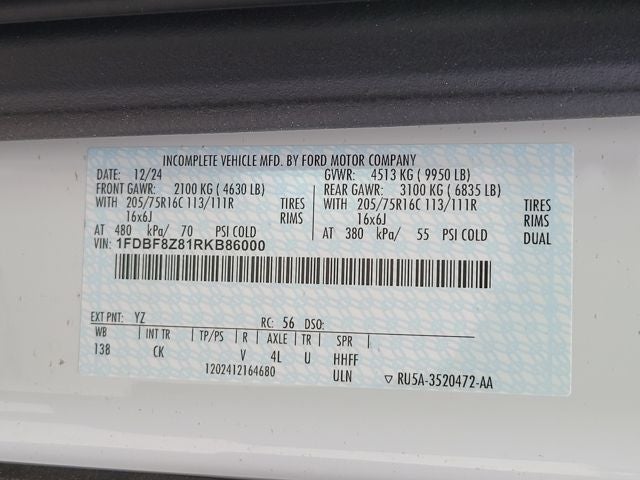 INCOMPLETE VEHICLE MFD. BY FORD MOTOR COMPANY
DATE: 12/24 GVWR: 4513 KG ( 9950 LB)
FRONT GAWR: 2100 KG ( 4630 LB) REAR GAWR: 3100 KG ( 6835 LB)
WITH 205/75R16C 113/111R TIRES WITH 205/75R16C 113/111R TIRES
16x6J RIMS 16x6J RIMS
AT 480 kPa/ 70 PSI COLD AT 380 kPa/ 55 PSI COLD DUAL
VIN: 1FDBF8Z81RKB86000
EXT PNT: YZ RC: 56 DSO:
WB INT TR TP/PS R AXLE TR SPR
138 CK V 4L U HHFF
1202412164680 ULN ▽ RU5A-3520472-AA